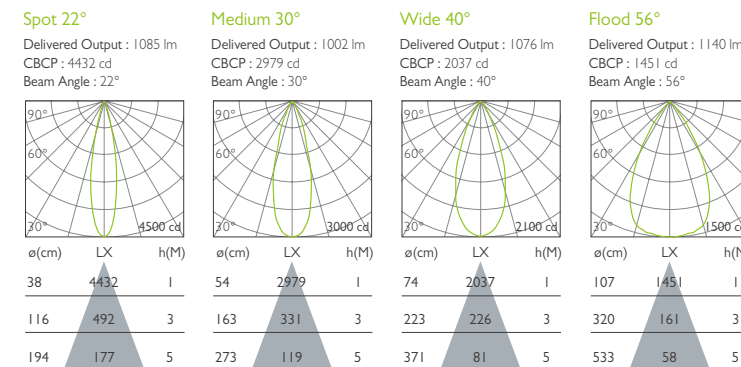 Spot 22°
Delivered Output : 1085 lm
CBCP : 4432 cd
Beam Angle : 22°
90°
60°
30°
4500 cd
ø(cm) LX h(M)
38 4432 1
116 492 3
194 177 5
Medium 30°
Delivered Output : 1002 lm
CBCP : 2979 cd
Beam Angle : 30°
90°
60°
30°
3000 cd
ø(cm) LX h(M)
54 2979 1
163 331 3
273 119 5
Wide 40°
Delivered Output : 1076 lm
CBCP : 2037 cd
Beam Angle : 40°
90°
60°
30°
2100 cd
ø(cm) LX h(M)
74 2037 1
223 226 3
371 81 5
Flood 56°
Delivered Output : 1140 lm
CBCP : 1451 cd
Beam Angle : 56°
90°
60°
30°
1500 cd
ø(cm) LX h(M)
107 1451 1
320 161 3
533 58 5